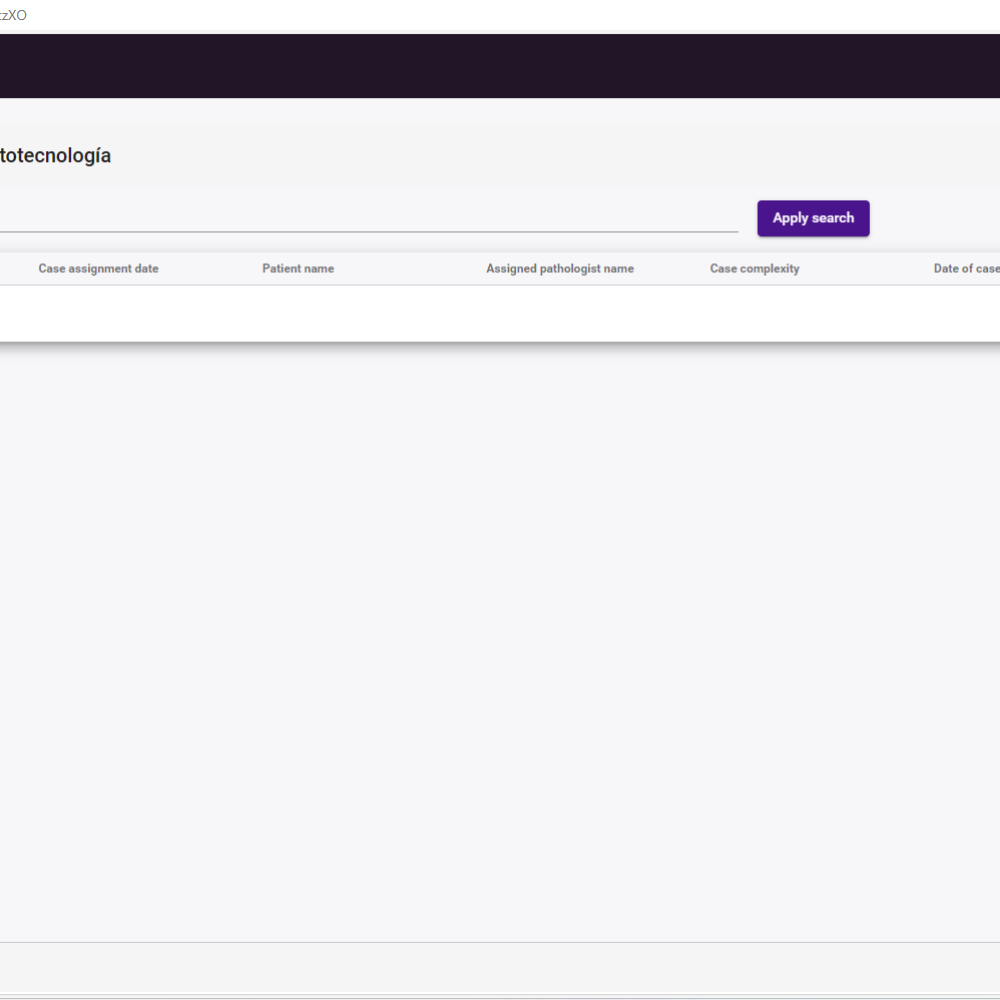 zXO
totecnología
Apply search
Case assignment date Patient name Assigned pathologist name Case complexity Date of case